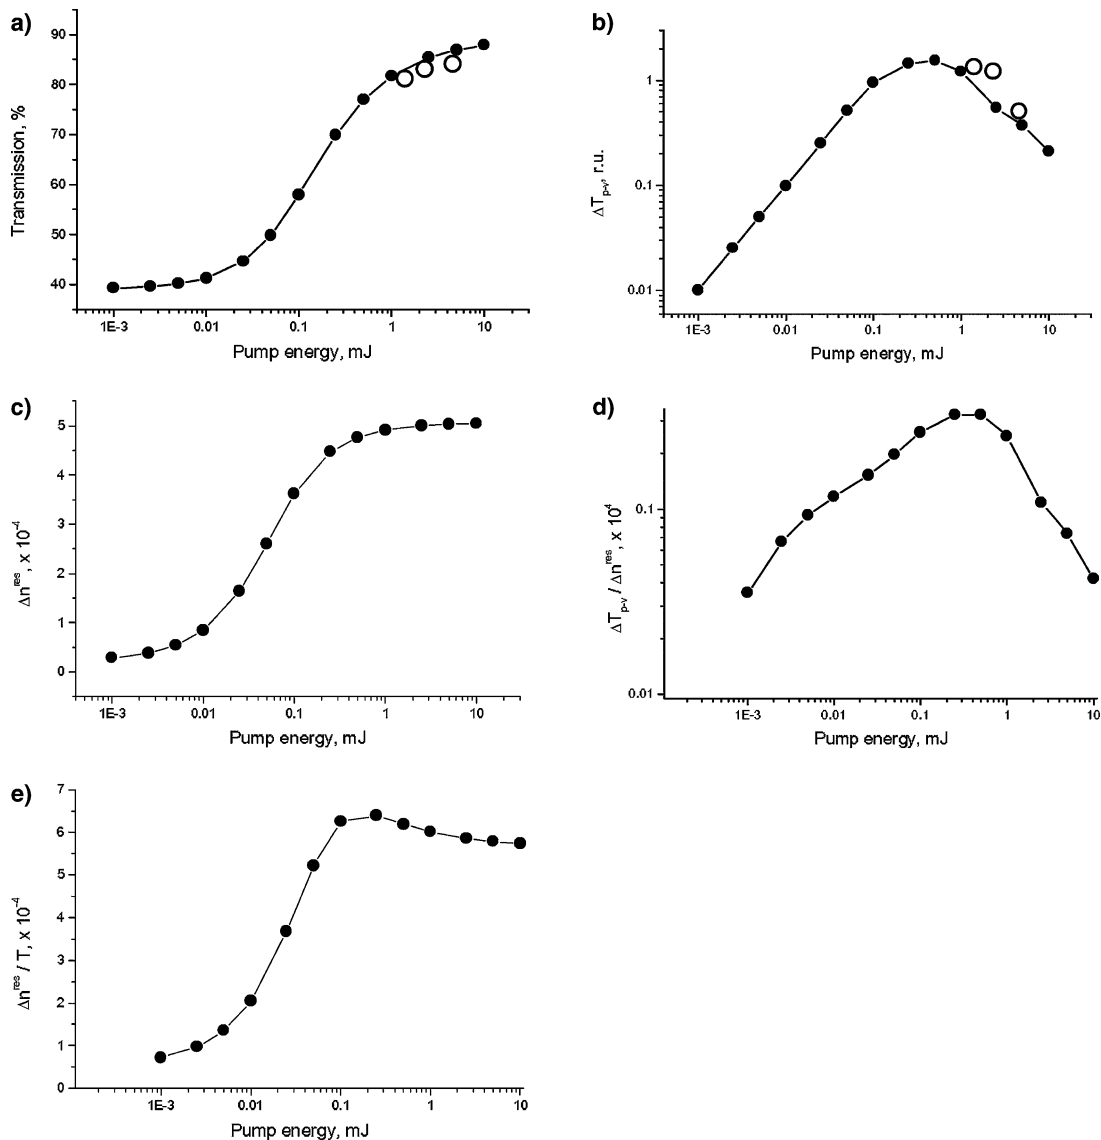 a)
Transmission, %
90
80
70
60
50
40
1E-3 0.01 0.1 1 10
Pump energy, mJ
b)
ΔTp-v, r.u.
1
0.1
0.01
1E-3 0.01 0.1 1 10
Pump energy, mJ
c)
Δn^res, x 10^-4
5
4
3
2
1
0
1E-3 0.01 0.1 1 10
Pump energy, mJ
d)
ΔTp-v / Δn^res, x 10^4
0.1
0.01
1E-3 0.01 0.1 1 10
Pump energy, mJ
e)
Δn^res / T, x 10^-4
7
6
5
4
3
2
1
0
1E-3 0.01 0.1 1 10
Pump energy, mJ